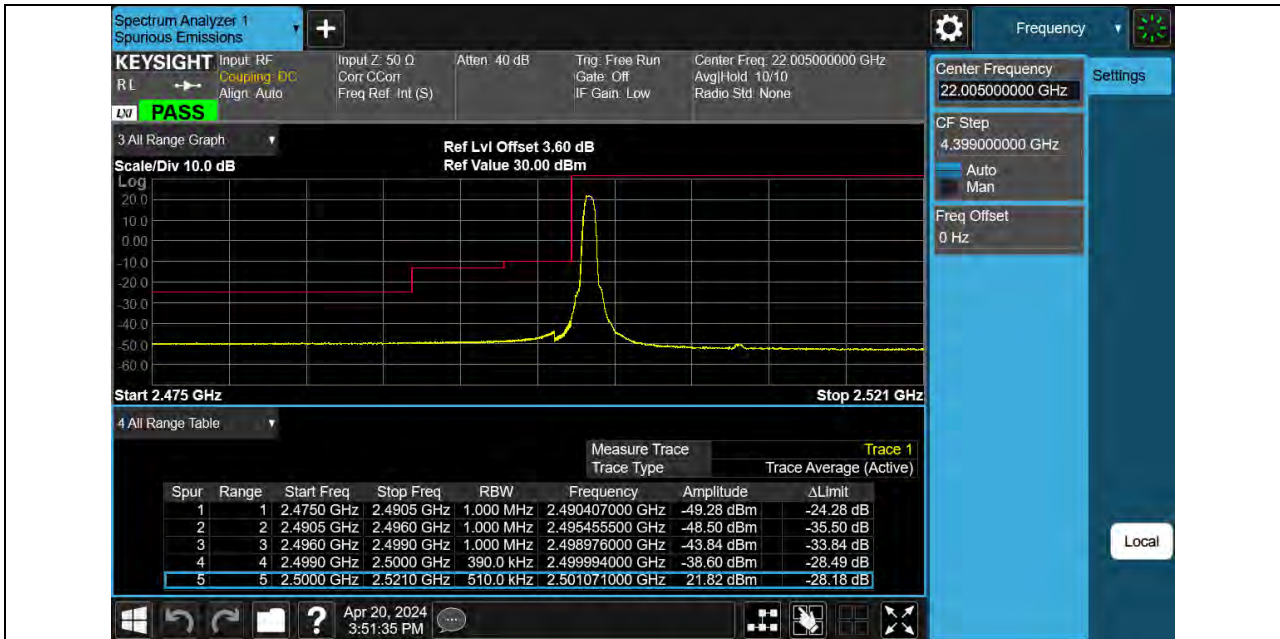 Spectrum Analyzer 1
Spurious Emissions
Frequency
KEYSIGHT Input: RF Input Z: 50 Ω Atten: 40 dB Trig: Free Run Center Freq: 22.005000000 GHz
RL Coupling: DC Corr CCorr Gate: Off Avg|Hold: 10/10
Align: Auto Freq Ref: Int (S) IF Gain: Low Radio Std: None
LXI PASS
Center Frequency
22.005000000 GHz
Settings
CF Step
4.399000000 GHz
Auto
Man
Freq Offset
0 Hz
3 All Range Graph
Ref Lvl Offset 3.60 dB
Scale/Div 10.0 dB Ref Value 30.00 dBm
Log
20.0
10.0
0.00
-10.0
-20.0
-30.0
-40.0
-50.0
-60.0
Start 2.475 GHz Stop 2.521 GHz
4 All Range Table
Measure Trace Trace 1
Trace Type Trace Average (Active)
Spur Range Start Freq Stop Freq RBW Frequency Amplitude ΔLimit
1 1 2.4750 GHz 2.4905 GHz 1.000 MHz 2.490407000 GHz -49.28 dBm -24.28 dB
2 2 2.4905 GHz 2.4960 GHz 1.000 MHz 2.495455500 GHz -48.50 dBm -35.50 dB
3 3 2.4960 GHz 2.4990 GHz 1.000 MHz 2.498976000 GHz -43.84 dBm -33.84 dB
4 4 2.4990 GHz 2.5000 GHz 390.0 kHz 2.499994000 GHz -38.60 dBm -28.49 dB
5 5 2.5000 GHz 2.5210 GHz 510.0 kHz 2.501071000 GHz 21.82 dBm -28.18 dB
Local
? Apr 20, 2024
3:51:35 PM